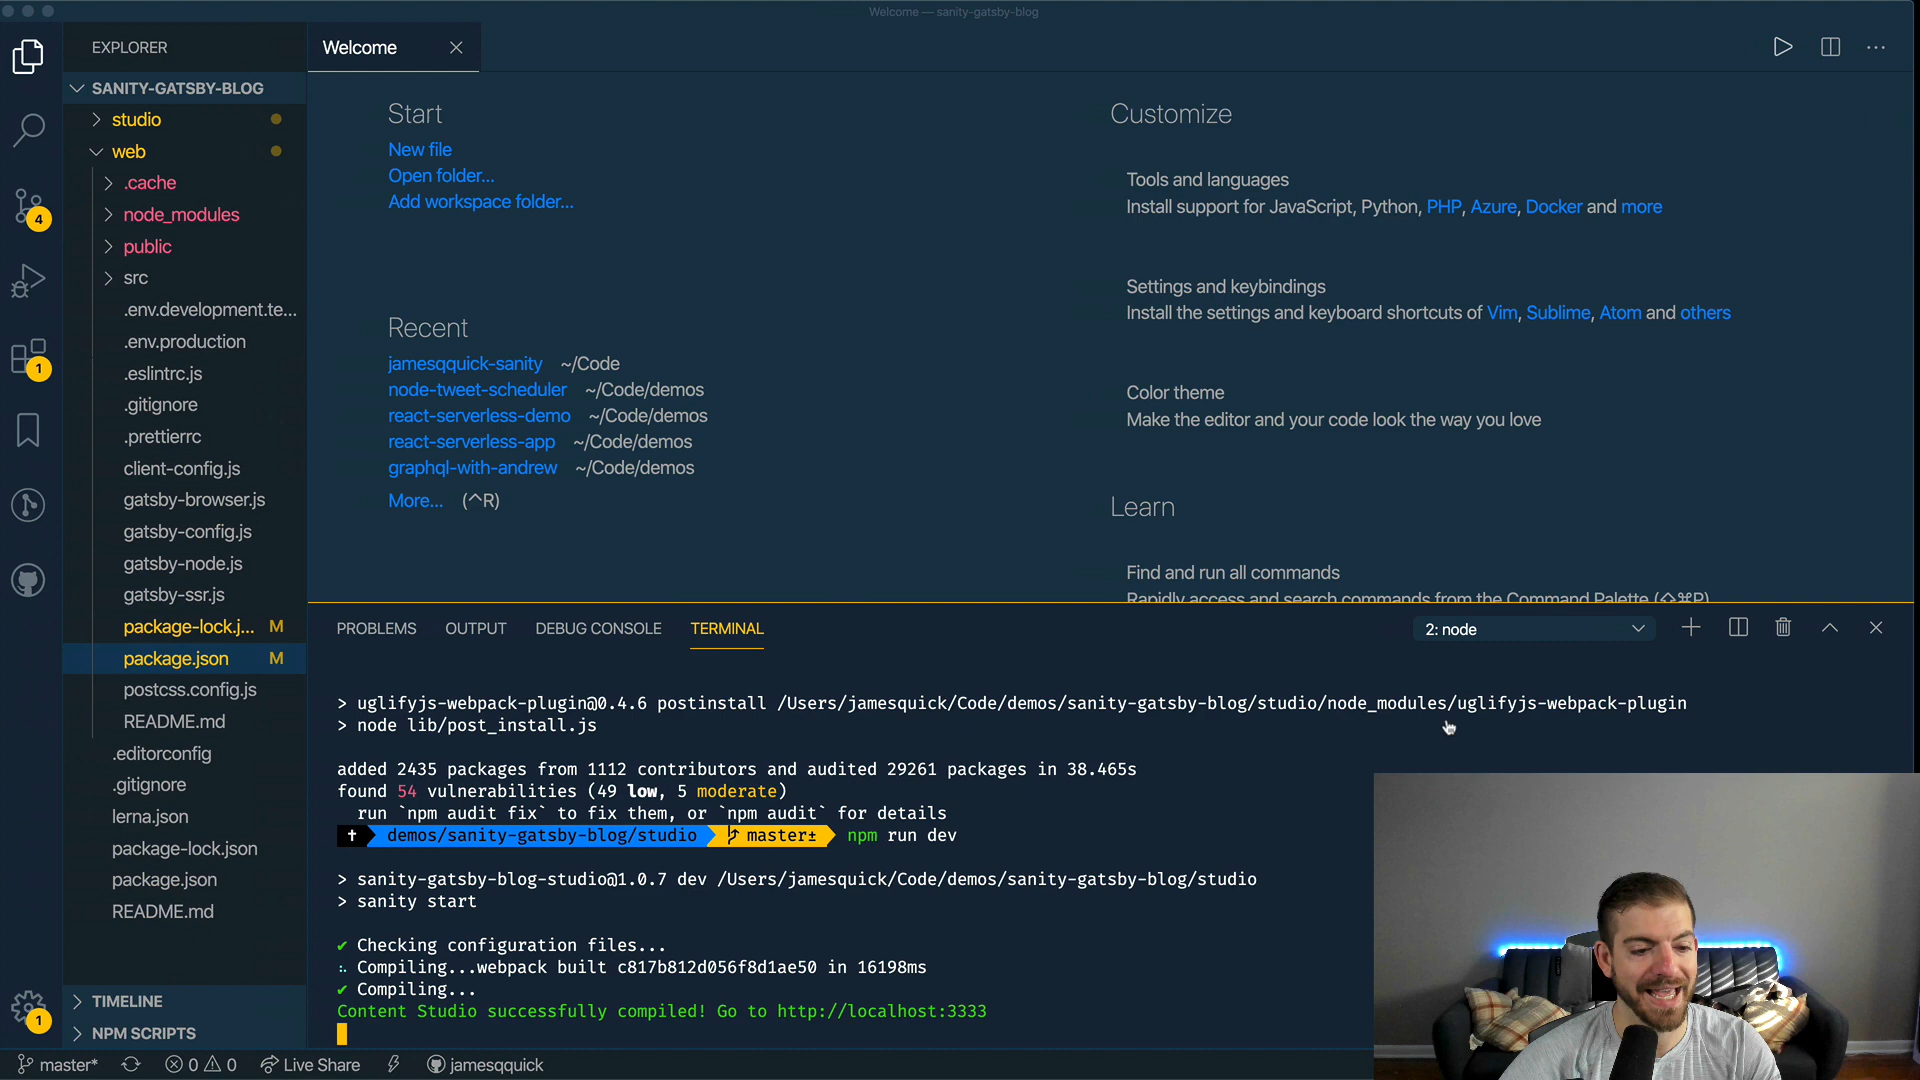 Welcome — sanity-gatsby-blog
EXPLORER
SANITY-GATSBY-BLOG
studio
web
.cache
node_modules
public
src
.env.development.te...
.env.production
.eslintrc.js
.gitignore
.prettierrc
client-config.js
gatsby-browser.js
gatsby-config.js
gatsby-node.js
gatsby-ssr.js
package-lock.j... M
package.json M
postcss.config.js
README.md
.editorconfig
.gitignore
lerna.json
package-lock.json
package.json
README.md
TIMELINE
NPM SCRIPTS
4
1
1
Welcome
Start
New file
Open folder...
Add workspace folder...
Recent
jamesqquick-sanity ~/Code
node-tweet-scheduler ~/Code/demos
react-serverless-demo ~/Code/demos
react-serverless-app ~/Code/demos
graphql-with-andrew ~/Code/demos
More... (^R)
Customize
Tools and languages
Install support for JavaScript, Python, PHP, Azure, Docker and more
Settings and keybindings
Install the settings and keyboard shortcuts of Vim, Sublime, Atom and others
Color theme
Make the editor and your code look the way you love
Learn
Find and run all commands
Rapidly access and search commands from the Command Palette (⇧⌘P)
PROBLEMS OUTPUT DEBUG CONSOLE TERMINAL 2: node
> uglifyjs-webpack-plugin@0.4.6 postinstall /Users/jamesquick/Code/demos/sanity-gatsby-blog/studio/node_modules/uglifyjs-webpack-plugin
> node lib/post_install.js
added 2435 packages from 1112 contributors and audited 29261 packages in 38.465s
found 54 vulnerabilities (49 low, 5 moderate)
run `npm audit fix` to fix them, or `npm audit` for details
demos/sanity-gatsby-blog/studio master± npm run dev
> sanity-gatsby-blog-studio@1.0.7 dev /Users/jamesquick/Code/demos/sanity-gatsby-blog/studio
> sanity start
✔ Checking configuration files...
Compiling...webpack built c817b812d056f8d1ae50 in 16198ms
✔ Compiling...
Content Studio successfully compiled! Go to http://localhost:3333
master* 0 0 Live Share jamesqquick